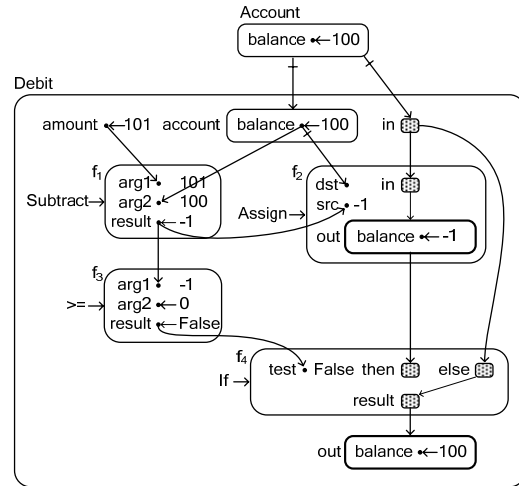 Account
balance 100
Debit
amount 101 account balance 100 in
f1
Subtract arg1 101
arg2 100
result -1
f2
Assign dst
src -1
in
out balance -1
f3
>= arg1 -1
arg2 0
result False
f4
If test False then else
result
out balance 100